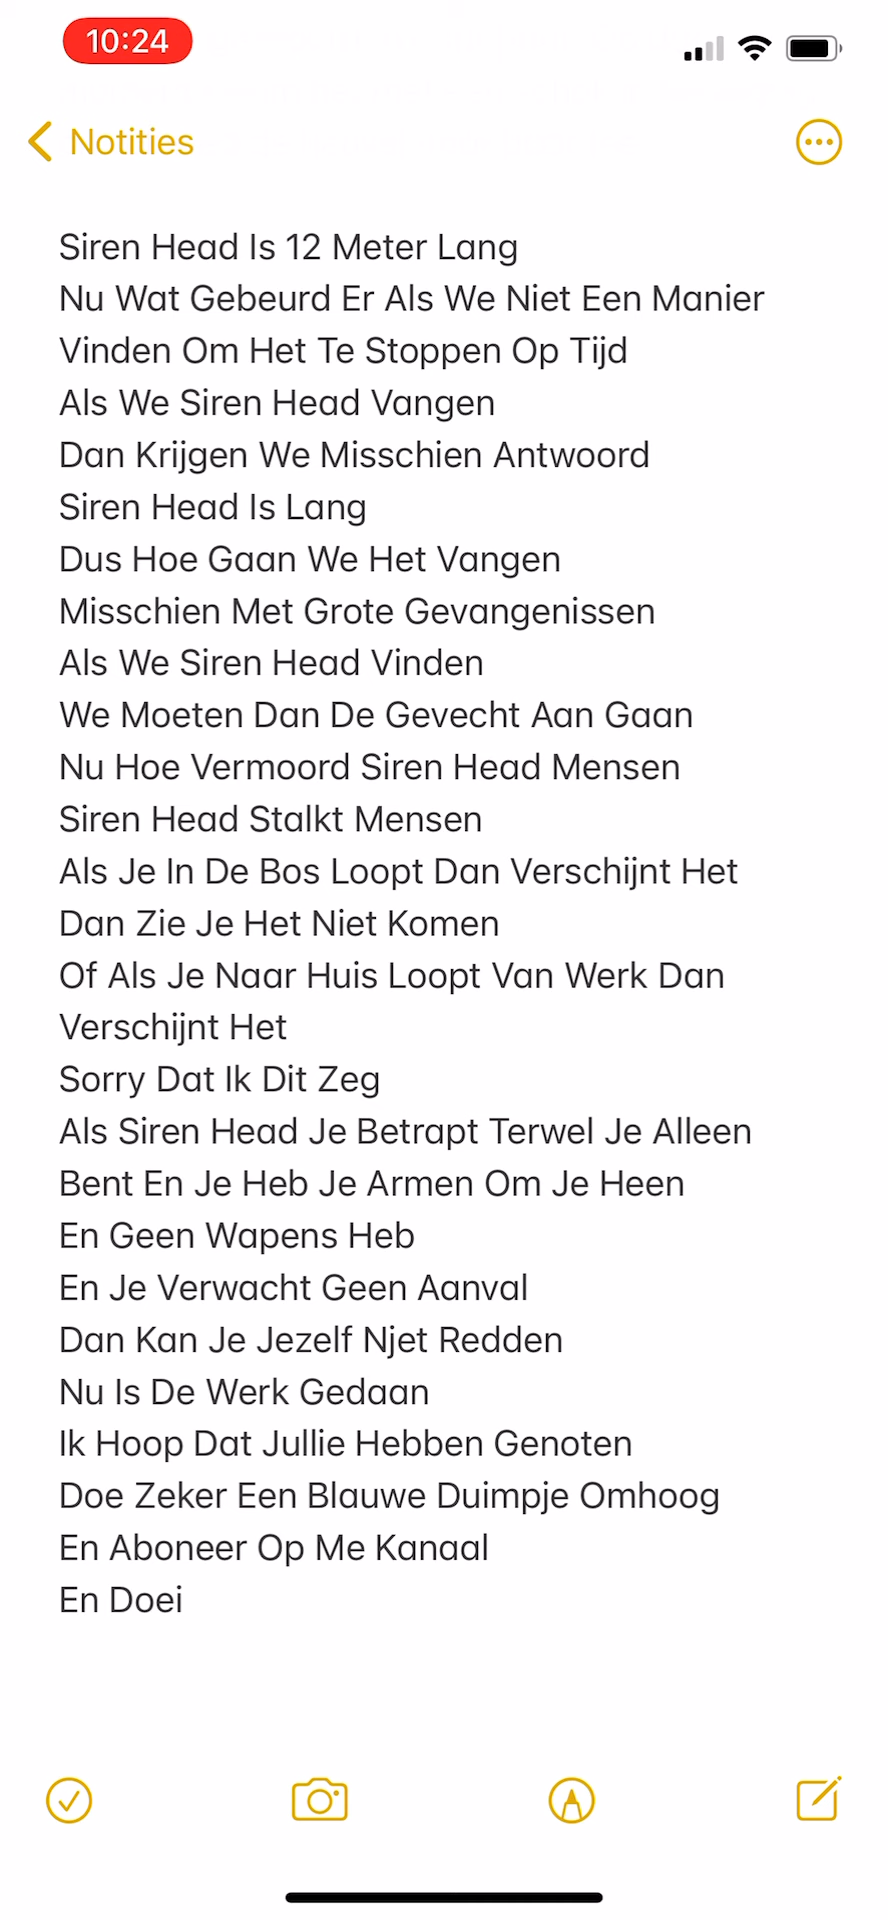 10:24
Notities
Siren Head Is 12 Meter Lang
Nu Wat Gebeurd Er Als We Niet Een Manier
Vinden Om Het Te Stoppen Op Tijd
Als We Siren Head Vangen
Dan Krijgen We Misschien Antwoord
Siren Head Is Lang
Dus Hoe Gaan We Het Vangen
Misschien Met Grote Gevangenissen
Als We Siren Head Vinden
We Moeten Dan De Gevecht Aan Gaan
Nu Hoe Vermoord Siren Head Mensen
Siren Head Stalkt Mensen
Als Je In De Bos Loopt Dan Verschijnt Het
Dan Zie Je Het Niet Komen
Of Als Je Naar Huis Loopt Van Werk Dan
Verschijnt Het
Sorry Dat Ik Dit Zeg
Als Siren Head Je Betrapt Terwel Je Alleen
Bent En Je Heb Je Armen Om Je Heen
En Geen Wapens Heb
En Je Verwacht Geen Aanval
Dan Kan Je Jezelf Njet Redden
Nu Is De Werk Gedaan
Ik Hoop Dat Jullie Hebben Genoten
Doe Zeker Een Blauwe Duimpje Omhoog
En Aboneer Op Me Kanaal
En Doei